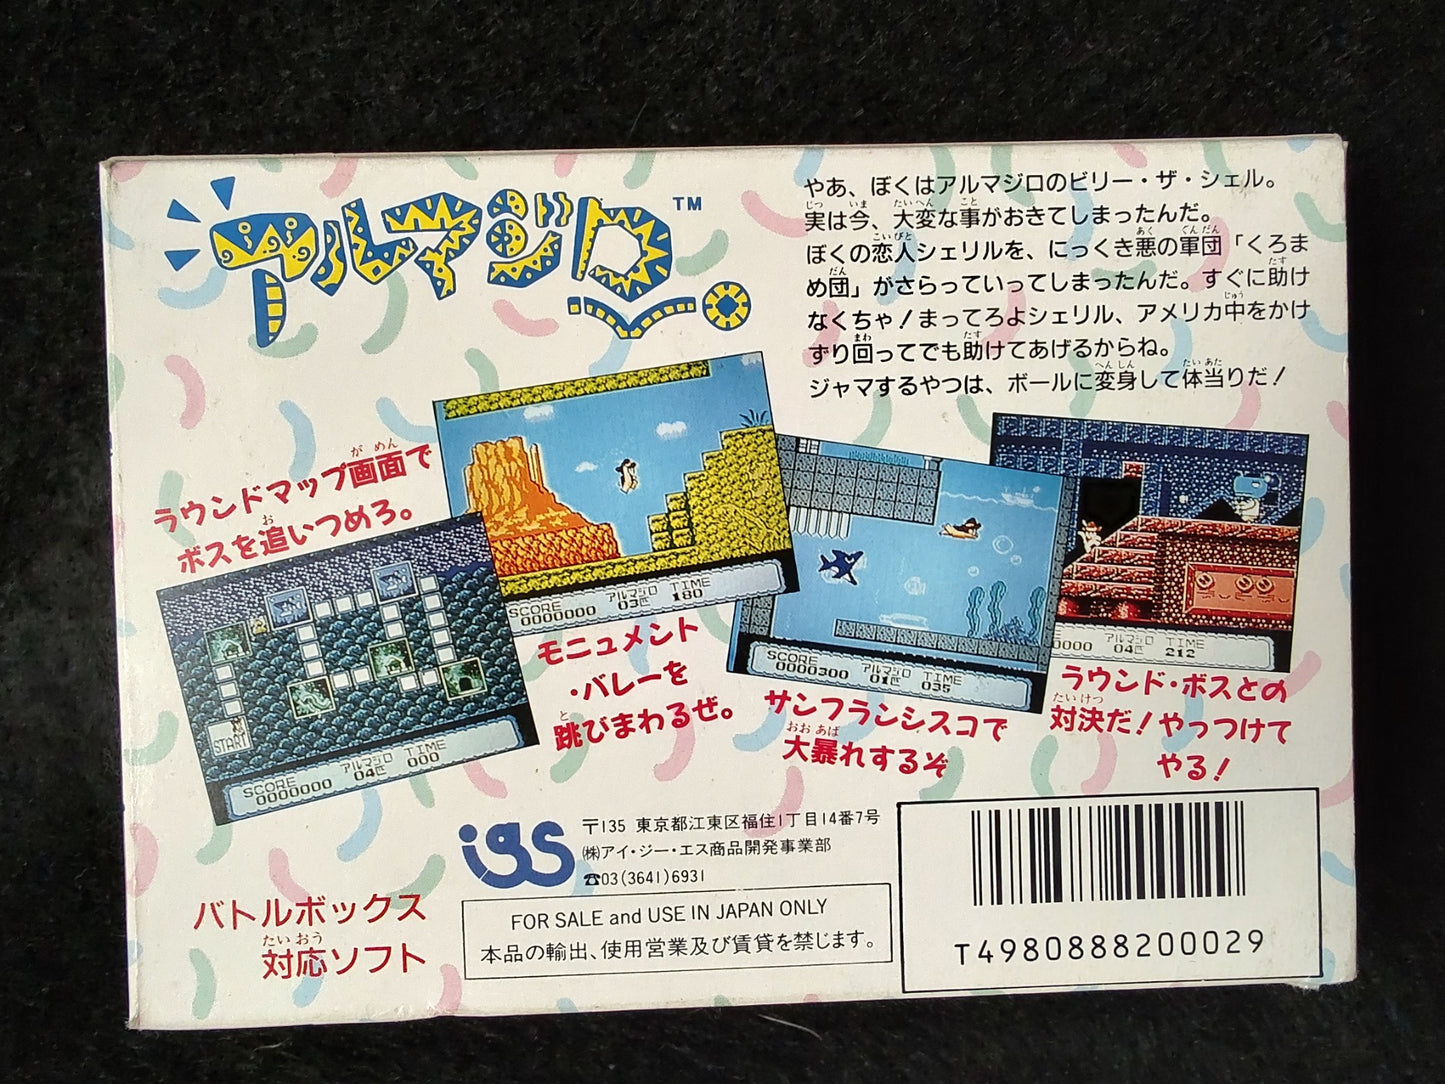 アルマジロ™
やあ、ぼくはアルマジロのビリー・ザ・シェル。
実は今、大変な事がおきてしまったんだ。
ぼくの恋人シェリルを、にっくき悪の軍団「くろま
め団」がさらっていってしまったんだ。すぐに助け
なくちゃ！まってろよシェリル、アメリカ中をかけ
ずり回ってでも助けてあげるからね。
ジャマするやつは、ボールに変身して体当りだ！
ラウンドマップ画面で
ボスを追いつめろ。
START
SCORE アルマジロ TIME
0000000 04匹 000
SCORE アルマジロ TIME
0000000 03匹 180
モニュメント
・バレーを
跳びまわるぜ。
SCORE アルマジロ TIME
0000300 01匹 035
サンフランシスコで
大暴れするぞ
アルマジロ TIME
0000 04匹 212
ラウンド・ボスとの
対決だ！やっつけて
やる！
igs
〒135 東京都江東区福住1丁目14番7号
(株)アイ・ジー・エス商品開発事業部
☎03(3641)6931
バトルボックス
対応ソフト
FOR SALE and USE IN JAPAN ONLY
本品の輸出、使用営業及び賃貸を禁じます。
T4980888200029